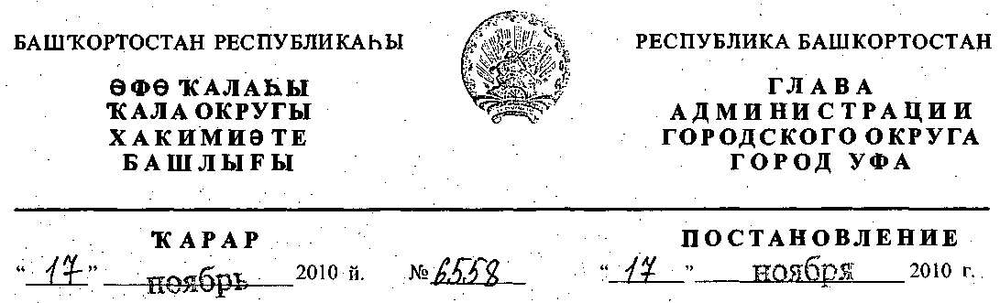 БАШҠОРТОСТАН РЕСПУБЛИКАҺЫ
ӨФӨ ҠАЛАҺЫ
ҠАЛА ОКРУГЫ
ХАКИМИӘТЕ
БАШЛЫҒЫ
РЕСПУБЛИКА БАШКОРТОСТАН
ГЛАВА
АДМИНИСТРАЦИИ
ГОРОДСКОГО ОКРУГА
ГОРОД УФА
ҠАРАР
ПОСТАНОВЛЕНИЕ
“17” ноябрь 2010 й. №6558 “17” ноября 2010 г.